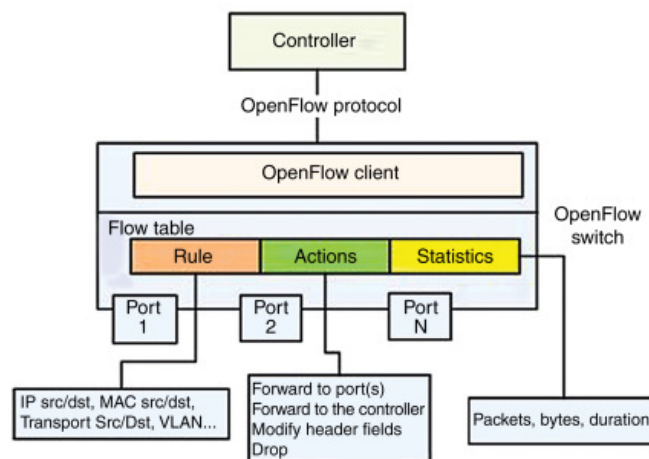 Controller
OpenFlow protocol
OpenFlow client
OpenFlow
switch
Flow table
Rule
Actions
Statistics
Port
1
Port
2
Port
N
IP src/dst, MAC src/dst,
Transport Src/Dst, VLAN...
Forward to port(s)
Forward to the controller
Modify header fields
Drop
Packets, bytes, duration